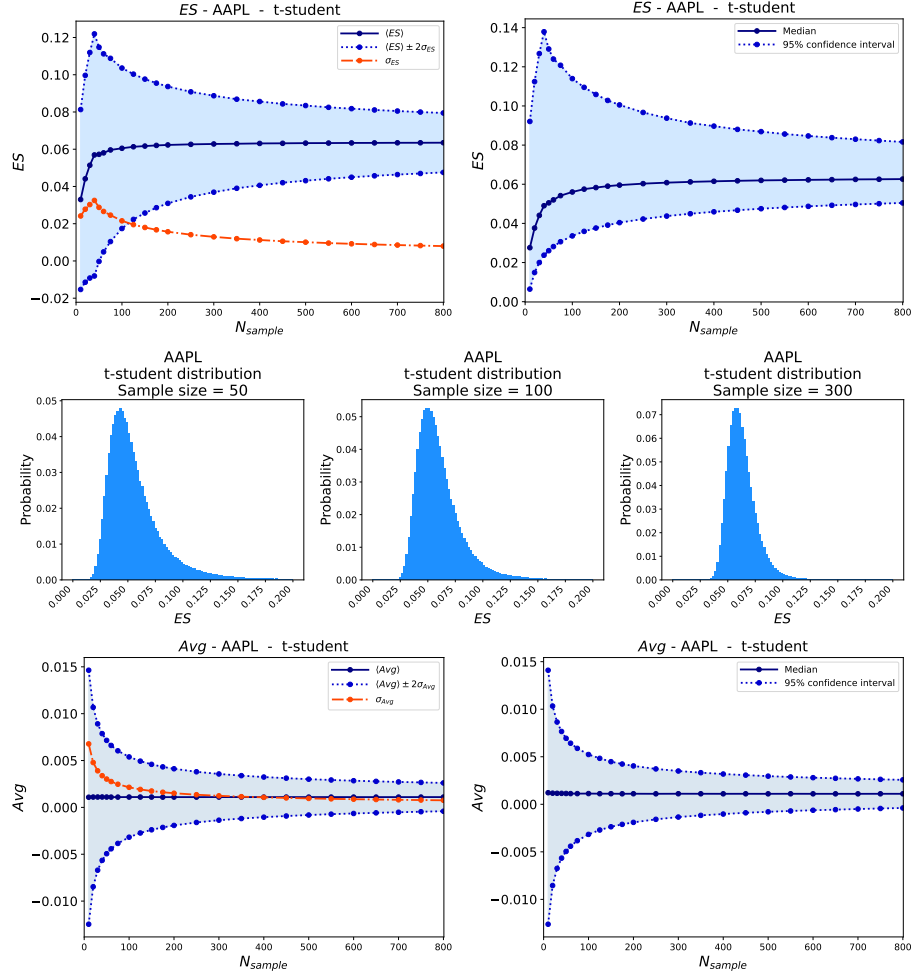 ES - AAPL - t-student
0.12
0.10
0.08
0.06
0.04
0.02
0.00
−0.02
ES
⟨ES⟩
⟨ES⟩ ± 2σ_ES
σ_ES
0 100 200 300 400 500 600 700 800
N_sample
ES - AAPL - t-student
0.14
0.12
0.10
0.08
0.06
0.04
0.02
0.00
ES
Median
95% confidence interval
0 100 200 300 400 500 600 700 800
N_sample
AAPL
t-student distribution
Sample size = 50
0.05
0.04
0.03
0.02
0.01
0.00
Probability
0.000 0.025 0.050 0.075 0.100 0.125 0.150 0.175 0.200
ES
AAPL
t-student distribution
Sample size = 100
0.05
0.04
0.03
0.02
0.01
0.00
Probability
0.000 0.025 0.050 0.075 0.100 0.125 0.150 0.175 0.200
ES
AAPL
t-student distribution
Sample size = 300
0.07
0.06
0.05
0.04
0.03
0.02
0.01
0.00
Probability
0.000 0.025 0.050 0.075 0.100 0.125 0.150 0.175 0.200
ES
Avg - AAPL - t-student
0.015
0.010
0.005
0.000
−0.005
−0.010
Avg
⟨Avg⟩
⟨Avg⟩ ± 2σ_Avg
σ_Avg
0 100 200 300 400 500 600 700 800
N_sample
Avg - AAPL - t-student
0.015
0.010
0.005
0.000
−0.005
−0.010
Avg
Median
95% confidence interval
0 100 200 300 400 500 600 700 800
N_sample